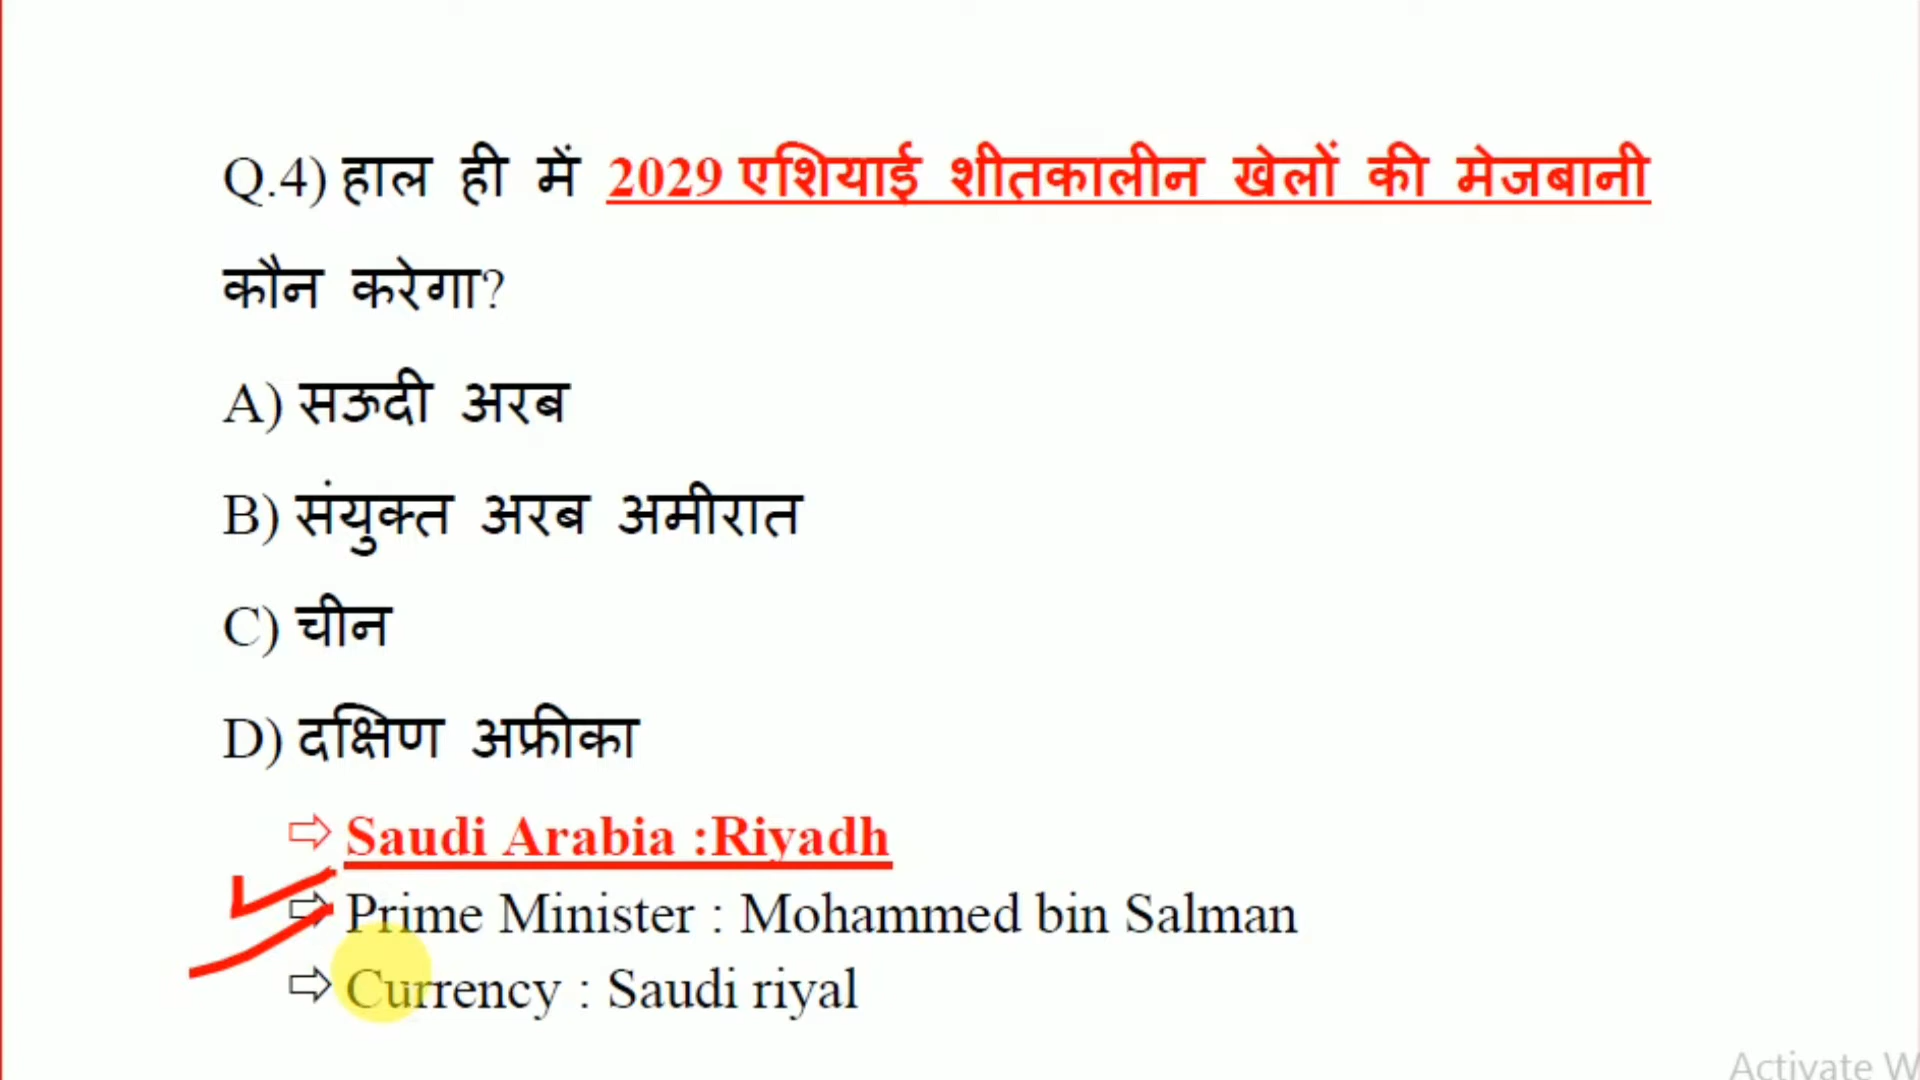 Q.4) हाल ही में 2029 एशियाई शीतकालीन खेलों की मेजबानी
कौन करेगा?
A) सऊदी अरब
B) संयुक्त अरब अमीरात
C) चीन
D) दक्षिण अफ्रीका
⇨ Saudi Arabia :Riyadh
⇨ Prime Minister : Mohammed bin Salman
⇨ Currency : Saudi riyal
Activate W